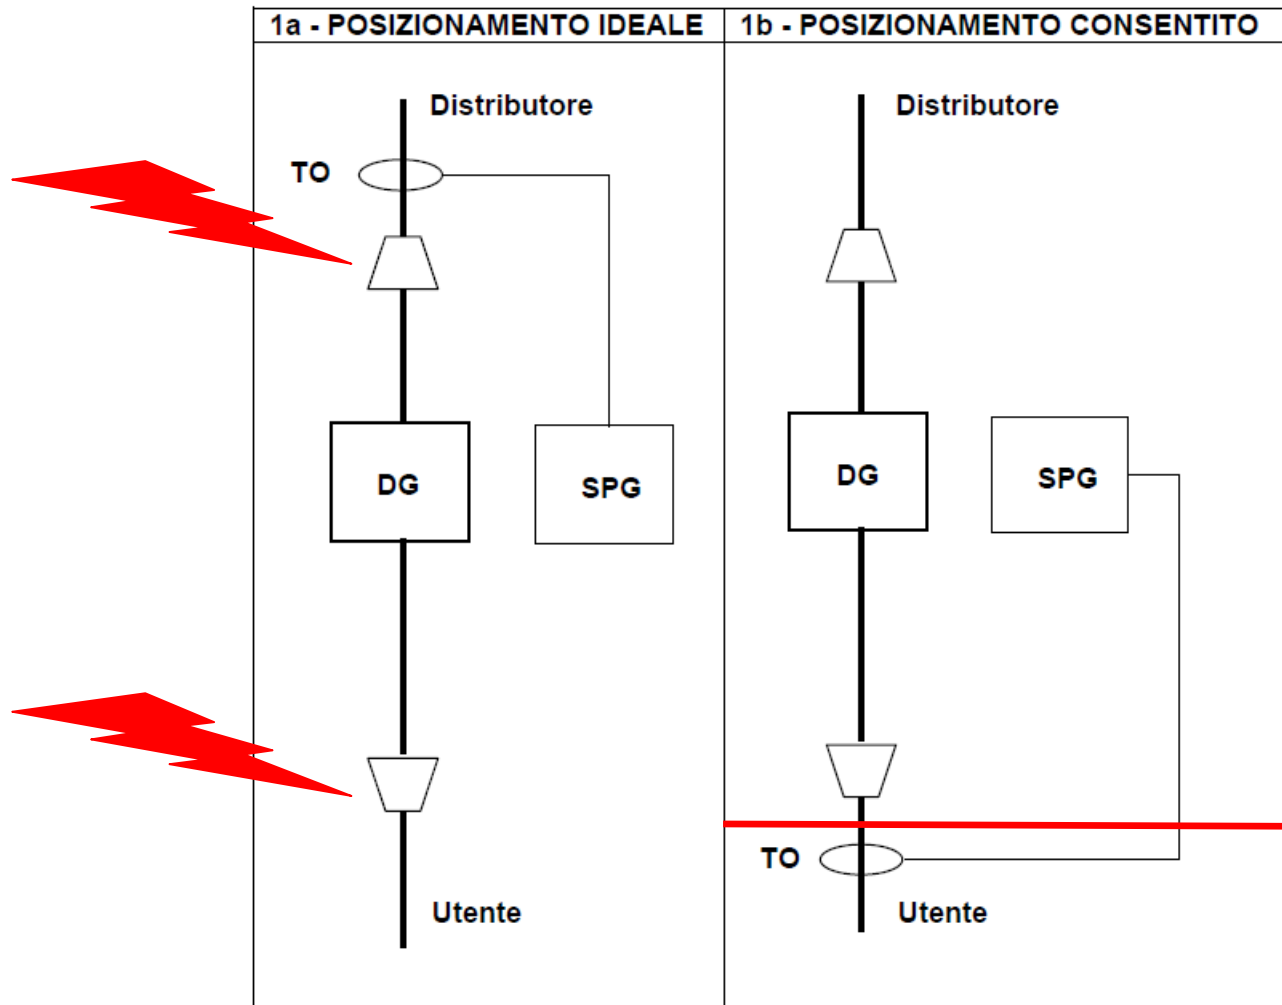 1a - POSIZIONAMENTO IDEALE
1b - POSIZIONAMENTO CONSENTITO
Distributore
TO
DG
SPG
Utente
Distributore
DG
SPG
TO
Utente